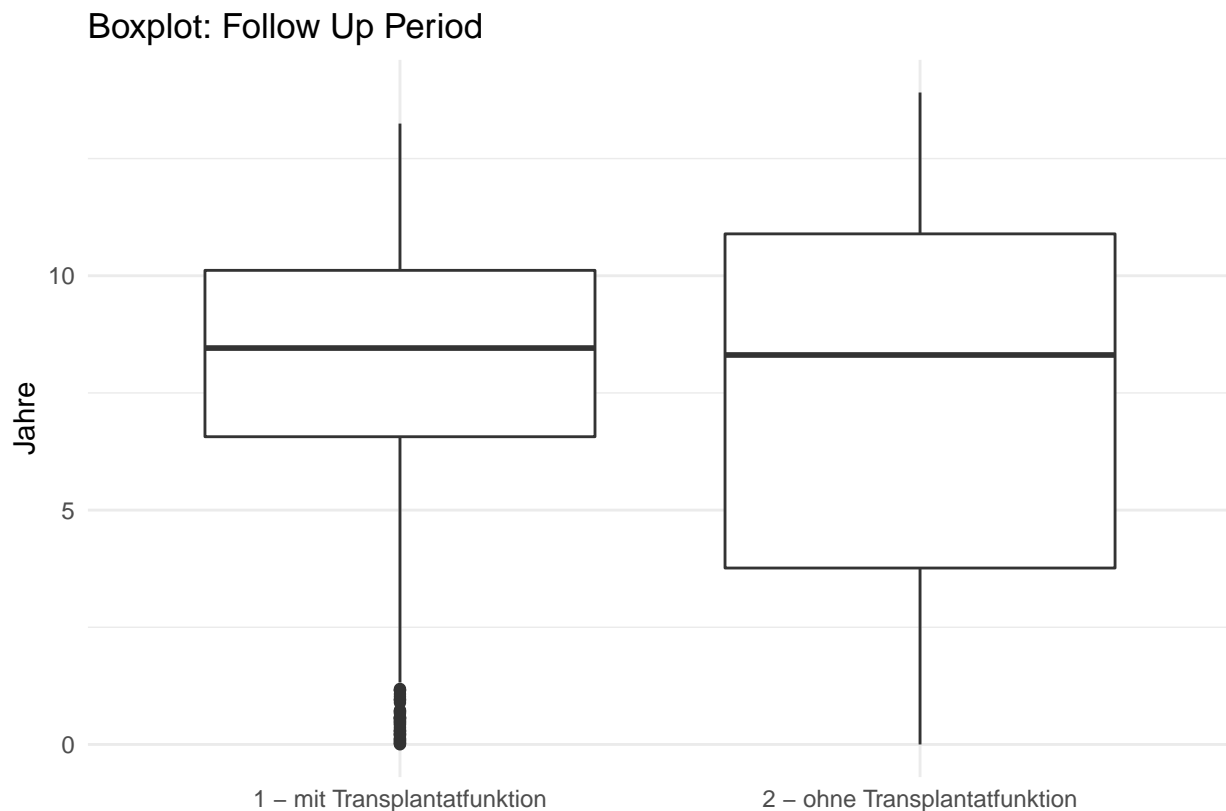 Boxplot: Follow Up Period
Jahre
10
5
0
1 − mit Transplantatfunktion
2 − ohne Transplantatfunktion